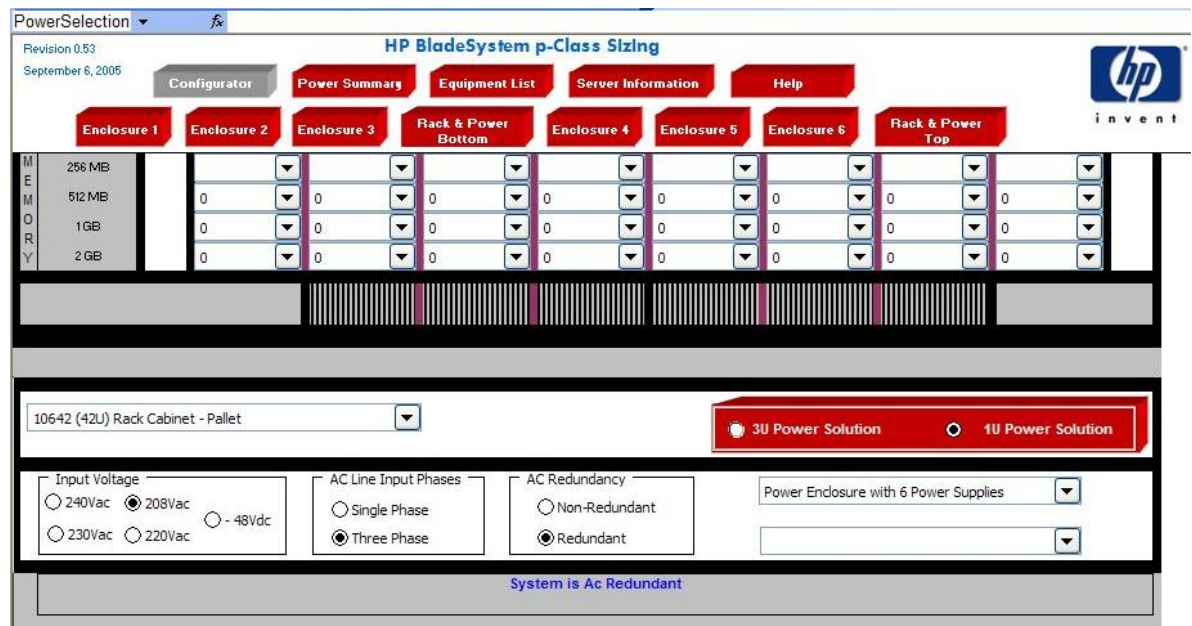 PowerSelection fx
Revision 0.53
HP BladeSystem p-Class Sizing
September 6, 2005
Configurator Power Summary Equipment List Server Information Help
Enclosure 1 Enclosure 2 Enclosure 3 Rack & Power Bottom Enclosure 4 Enclosure 5 Enclosure 6 Rack & Power Top
hp
invent
MEMORY
256 MB
512 MB 0 0 0 0 0 0 0 0
1GB 0 0 0 0 0 0 0 0
2 GB 0 0 0 0 0 0 0 0
10642 (42U) Rack Cabinet - Pallet
3U Power Solution 1U Power Solution
Input Voltage
240Vac 208Vac - 48Vdc
230Vac 220Vac
AC Line Input Phases
Single Phase
Three Phase
AC Redundancy
Non-Redundant
Redundant
Power Enclosure with 6 Power Supplies
System is Ac Redundant